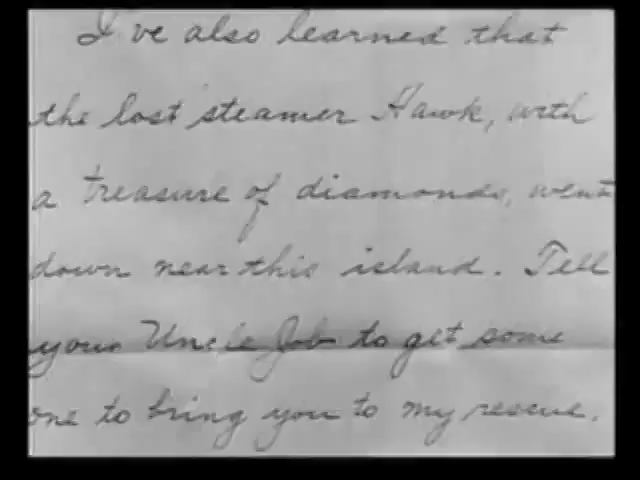 I've also learned that
the lost steamer Hawk, with
a treasure of diamonds, went
down near this island. Tell
your Uncle Job to get some
one to bring you to my rescue.